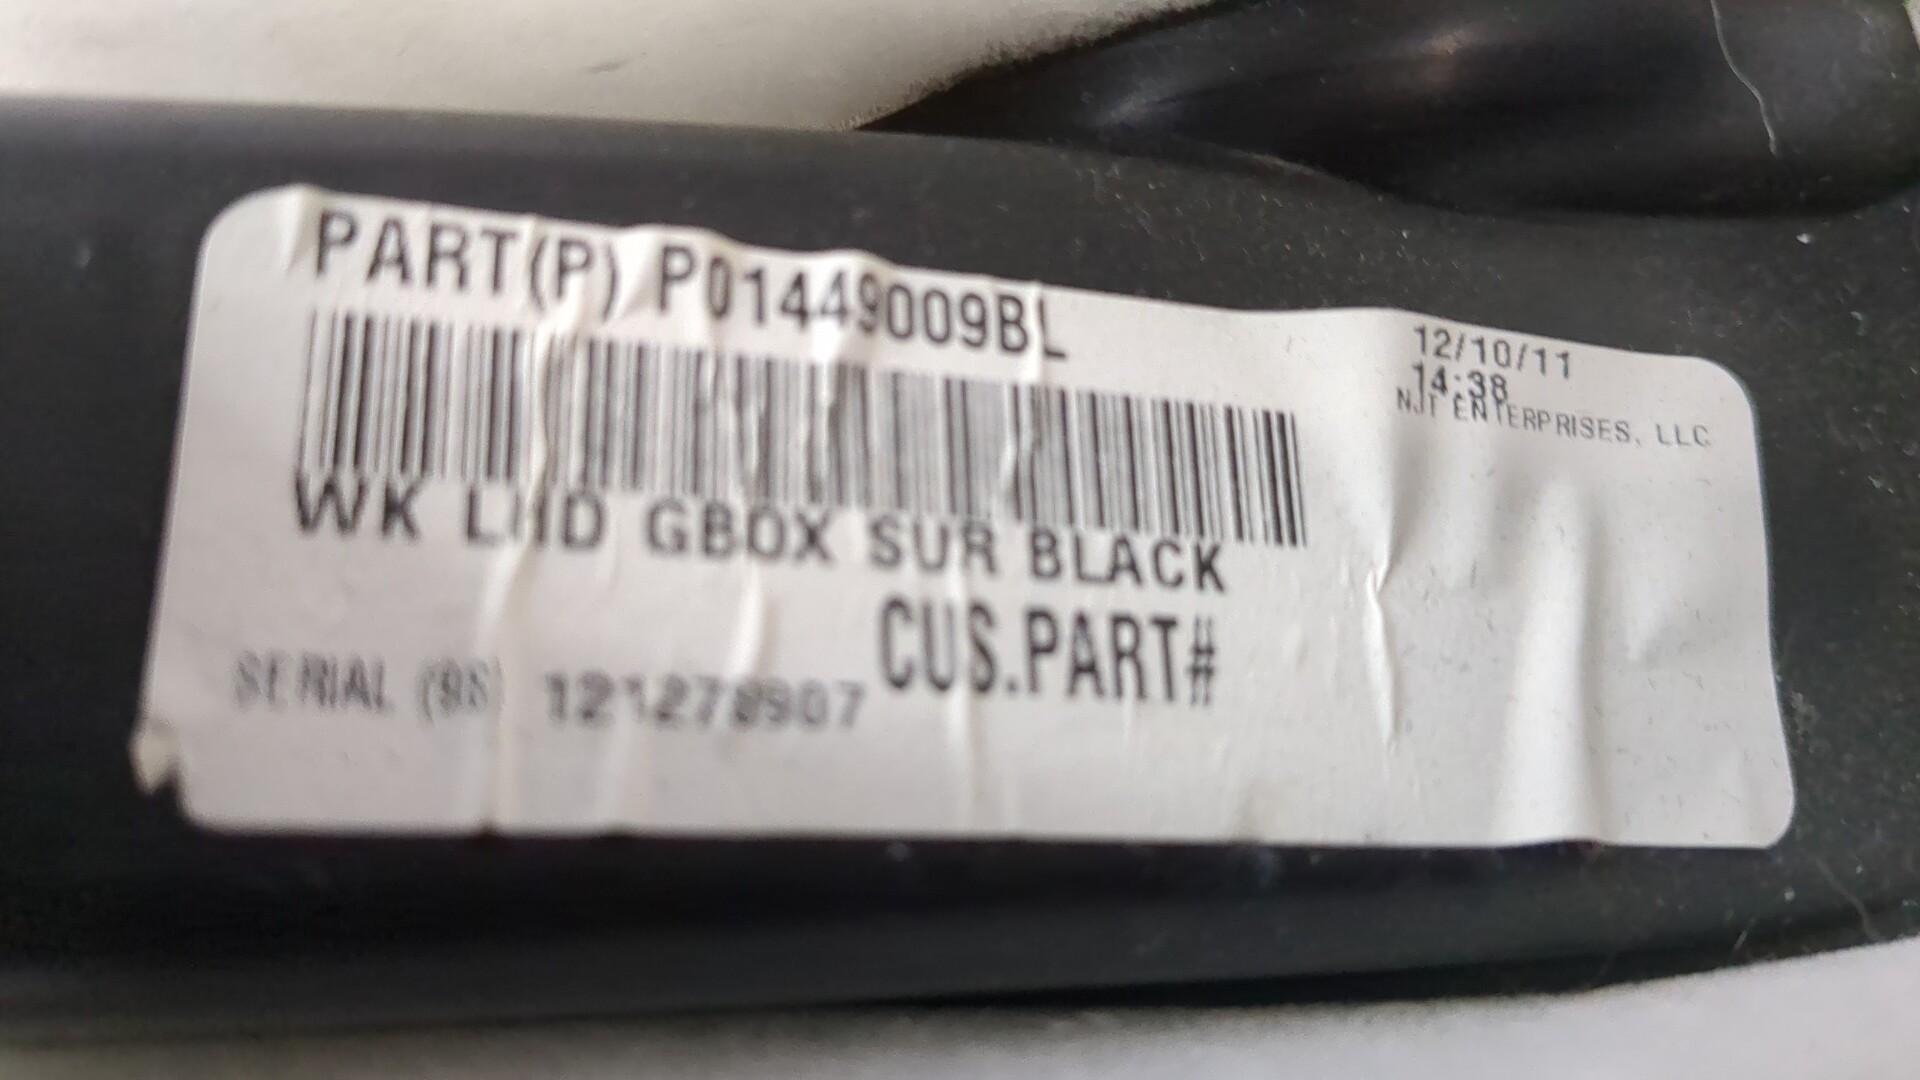 PART(P) P01449009BL
12/10/11
14:38
NJT ENTERPRISES, LLC
WK LHD GBOX SUR BLACK
CUS.PART#
SERIAL (9S) 121278907